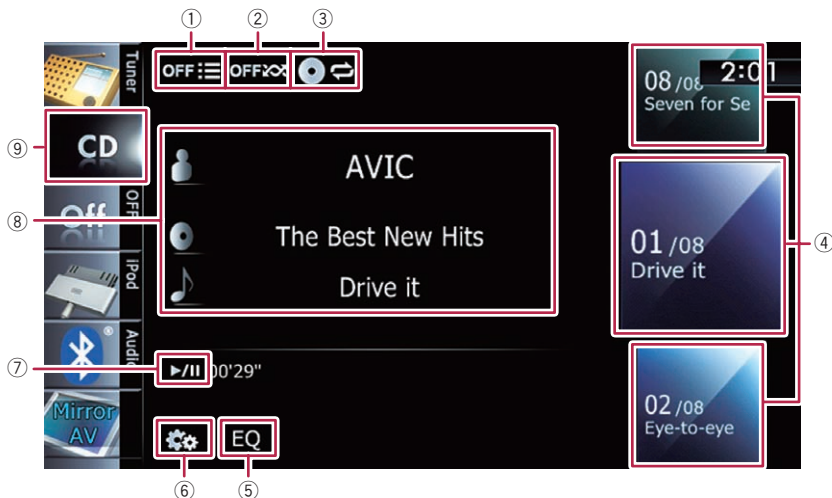 ① ② ③
Tuner
OFF OFF
08 /08 2:01
Seven for Se
⑨ CD
⑧ AVIC
OFF
Off
The Best New Hits
④
01 /08
Drive it
iPod
Drive it
Audio
⑦ ►/II 00'29"
Mirror
AV
02 /08
Eye-to-eye
EQ
⑥ ⑤